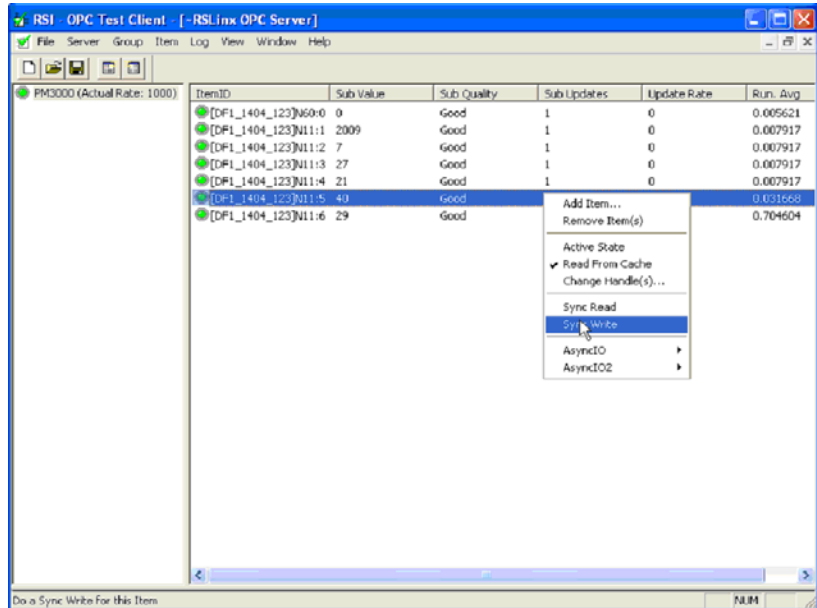 RSI - OPC Test Client - [-RSLinx OPC Server]
File Server Group Item Log View Window Help
PM3000 (Actual Rate: 1000)
ItemID Sub Value Sub Quality Sub Updates Update Rate Run. Avg
[DF1_1404_123]N60:0 0 Good 1 0 0.005621
[DF1_1404_123]N11:1 2009 Good 1 0 0.007917
[DF1_1404_123]N11:2 7 Good 1 0 0.007917
[DF1_1404_123]N11:3 27 Good 1 0 0.007917
[DF1_1404_123]N11:4 21 Good 1 0 0.007917
[DF1_1404_123]N11:5 40 Good 0.031668
[DF1_1404_123]N11:6 29 Good 0.704604
Add Item...
Remove Item(s)
Active State
Read From Cache
Change Handle(s)...
Sync Read
Sync Write
AsyncIO
AsyncIO2
Do a Sync Write for this Item NUM